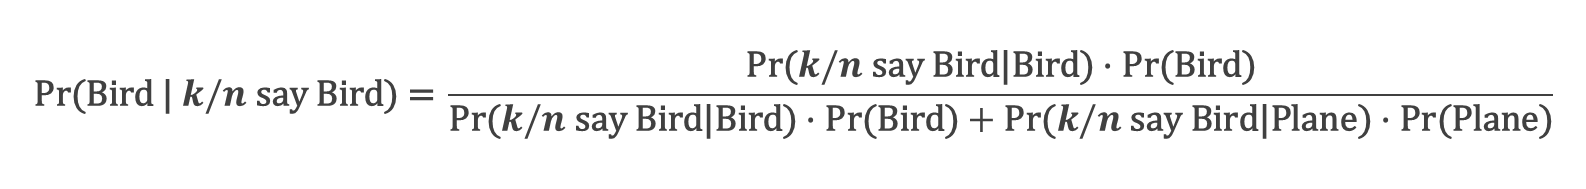 Pr(k/n say Bird|Bird) · Pr(Bird)
Pr(Bird | k/n say Bird) =
Pr(k/n say Bird|Bird) · Pr(Bird) + Pr(k/n say Bird|Plane) · Pr(Plane)